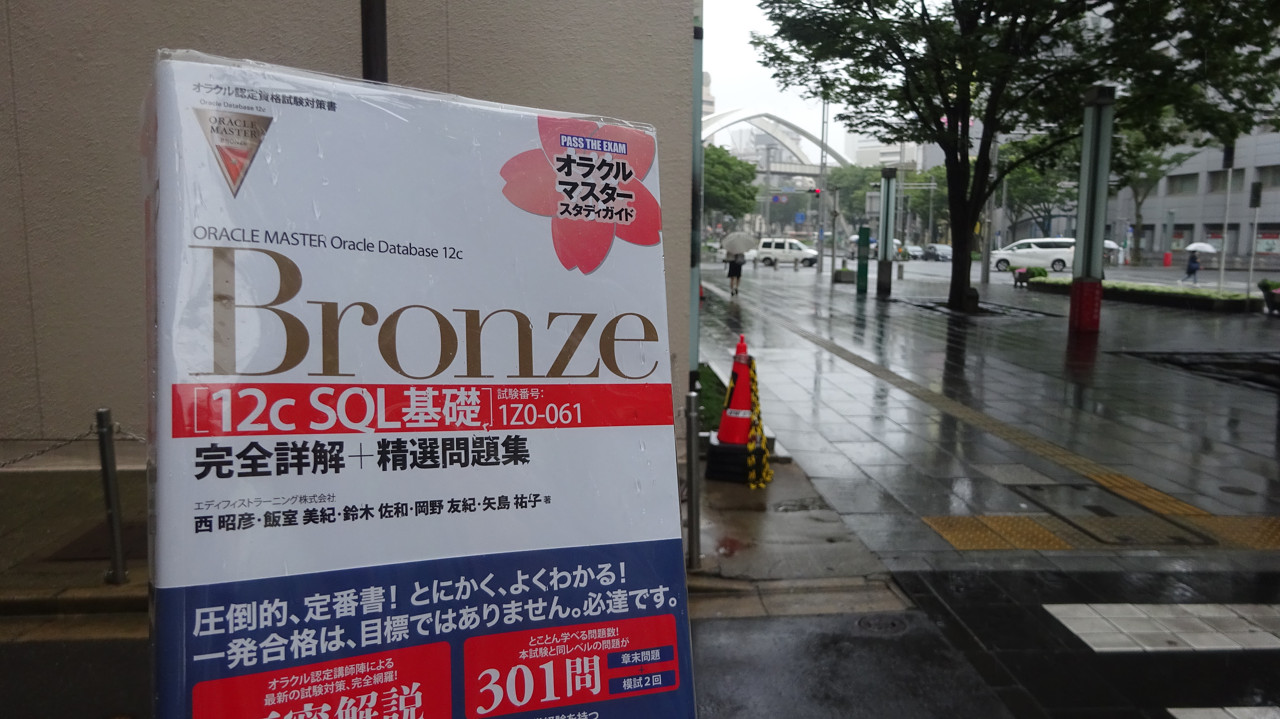 オラクル認定資格試験対策書
Oracle Database 12c
ORACLE
MASTER
PASS THE EXAM
オラクル
マスター
スタディガイド
ORACLE MASTER Oracle Database 12c
Bronze
[12c SQL基礎] 試験番号: 1Z0-061
完全詳解+精選問題集
エディフィストラーニング株式会社
西 昭彦・飯室 美紀・鈴木 佐和・岡野 友紀・矢島 祐子 著
圧倒的、定番書! とにかく、よくわかる!
一発合格は、目標ではありません。必達です。
オラクル認定講師陣による
最新の試験対策、完全網羅!
とことん学べる問題数!
本試験と同レベルの問題が
301問
章末問題
+
模試2回